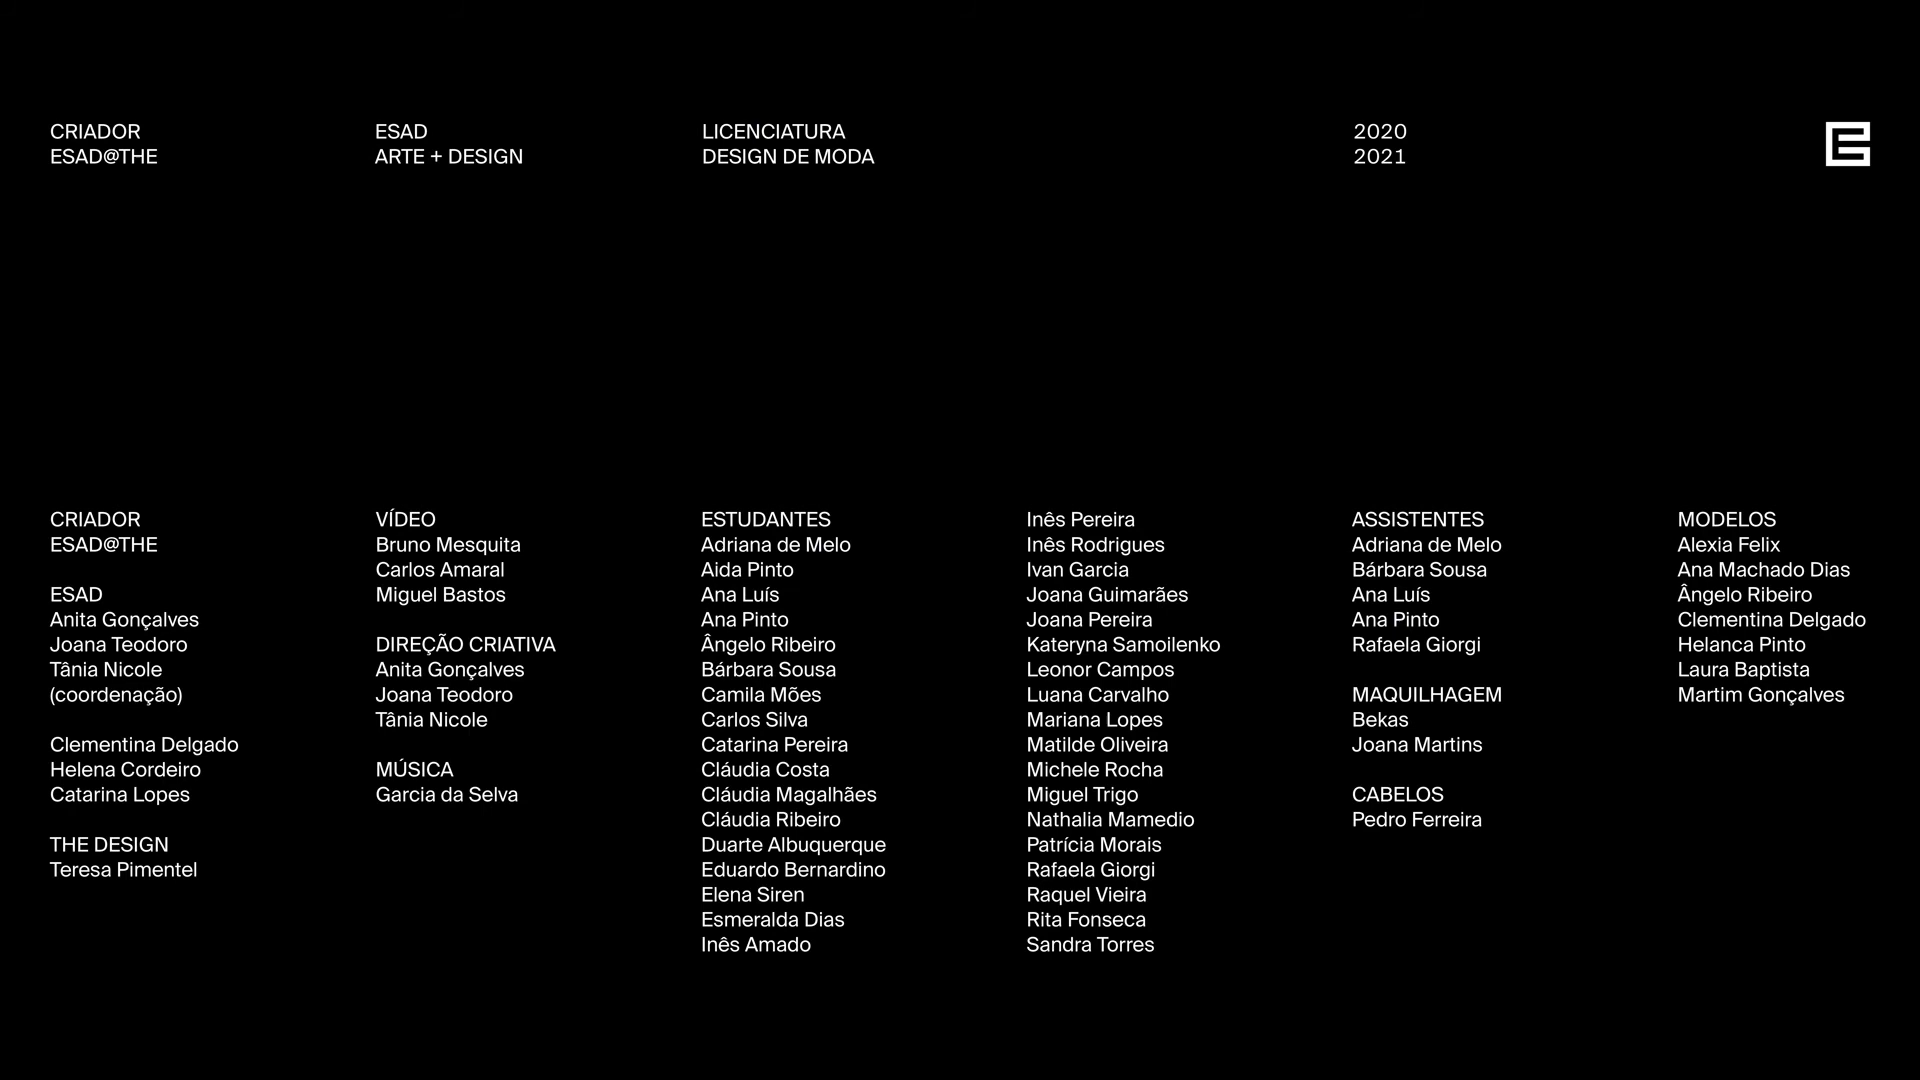 CRIADOR
ESAD@THE
ESAD
ARTE + DESIGN
LICENCIATURA
DESIGN DE MODA
2020
2021
CRIADOR
ESAD@THE
ESAD
Anita Gonçalves
Joana Teodoro
Tânia Nicole
(coordenação)
Clementina Delgado
Helena Cordeiro
Catarina Lopes
THE DESIGN
Teresa Pimentel
VÍDEO
Bruno Mesquita
Carlos Amaral
Miguel Bastos
DIREÇÃO CRIATIVA
Anita Gonçalves
Joana Teodoro
Tânia Nicole
MÚSICA
Garcia da Selva
ESTUDANTES
Adriana de Melo
Aida Pinto
Ana Luís
Ana Pinto
Ângelo Ribeiro
Bárbara Sousa
Camila Mões
Carlos Silva
Catarina Pereira
Cláudia Costa
Cláudia Magalhães
Cláudia Ribeiro
Duarte Albuquerque
Eduardo Bernardino
Elena Siren
Esmeralda Dias
Inês Amado
Inês Pereira
Inês Rodrigues
Ivan Garcia
Joana Guimarães
Joana Pereira
Kateryna Samoilenko
Leonor Campos
Luana Carvalho
Mariana Lopes
Matilde Oliveira
Michele Rocha
Miguel Trigo
Nathalia Mamedio
Patrícia Morais
Rafaela Giorgi
Raquel Vieira
Rita Fonseca
Sandra Torres
ASSISTENTES
Adriana de Melo
Bárbara Sousa
Ana Luís
Ana Pinto
Rafaela Giorgi
MAQUILHAGEM
Bekas
Joana Martins
CABELOS
Pedro Ferreira
MODELOS
Alexia Felix
Ana Machado Dias
Ângelo Ribeiro
Clementina Delgado
Helanca Pinto
Laura Baptista
Martim Gonçalves